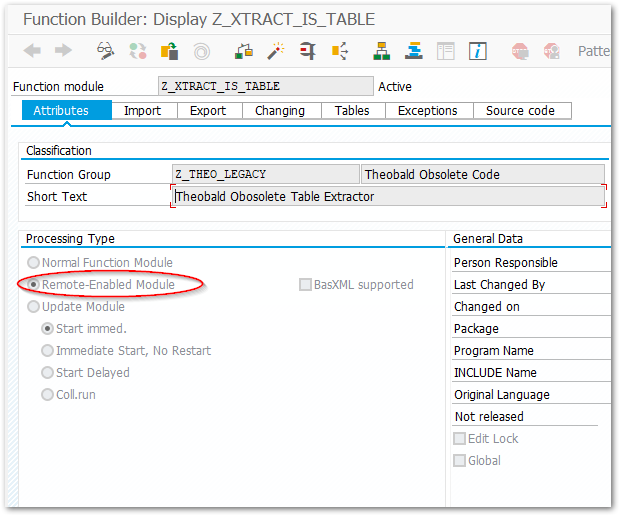 Function Builder: Display Z_XTRACT_IS_TABLE
Patte
Function module Z_XTRACT_IS_TABLE Active
Attributes Import Export Changing Tables Exceptions Source code
Classification
Function Group Z_THEO_LEGACY Theobald Obsolete Code
Short Text Theobald Obosolete Table Extractor
Processing Type General Data
Normal Function Module Person Responsible
Remote-Enabled Module BasXML supported Last Changed By
Update Module Changed on
Start immed. Package
Immediate Start, No Restart Program Name
Start Delayed INCLUDE Name
Coll.run Original Language
Not released
Edit Lock
Global